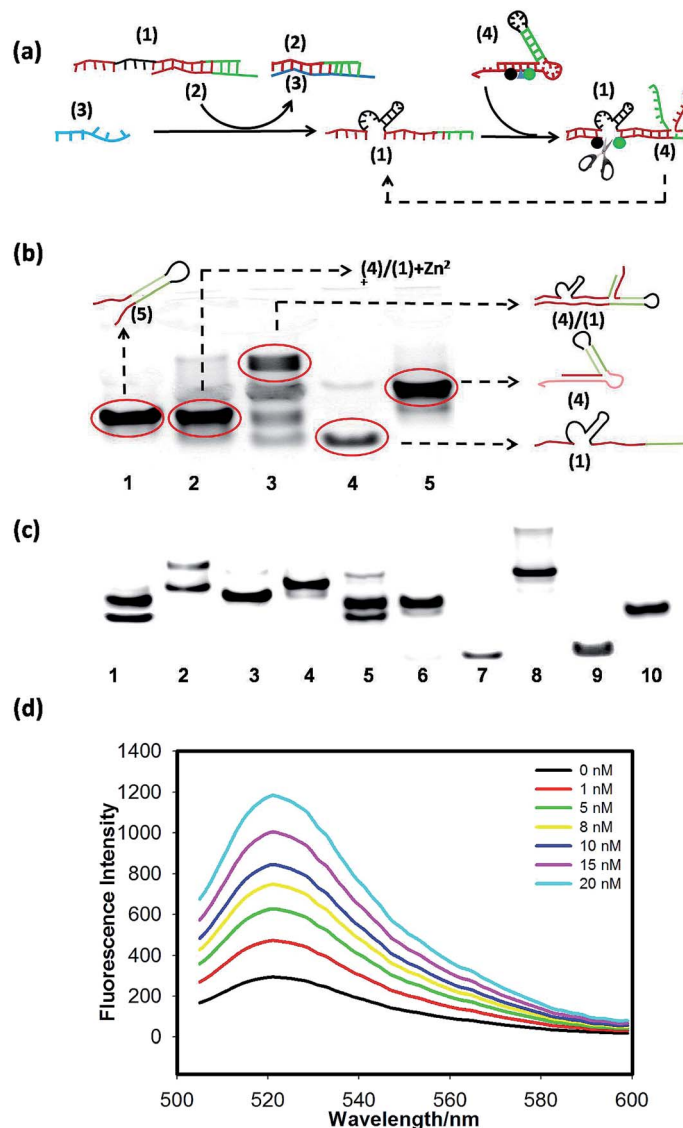 (a)
(1)
(2)
(4)
(3)
(1)
(3)
(2)
(1)
(4)
(b)
(4)/(1)+Zn²
+
(5)
(4)/(1)
(4)
(1)
1 2 3 4 5
(c)
1 2 3 4 5 6 7 8 9 10
(d)
1400
1200
1000
800
600
400
200
0
Fluorescence Intensity
0 nM
1 nM
5 nM
8 nM
10 nM
15 nM
20 nM
500 520 540 560 580 600
Wavelength/nm